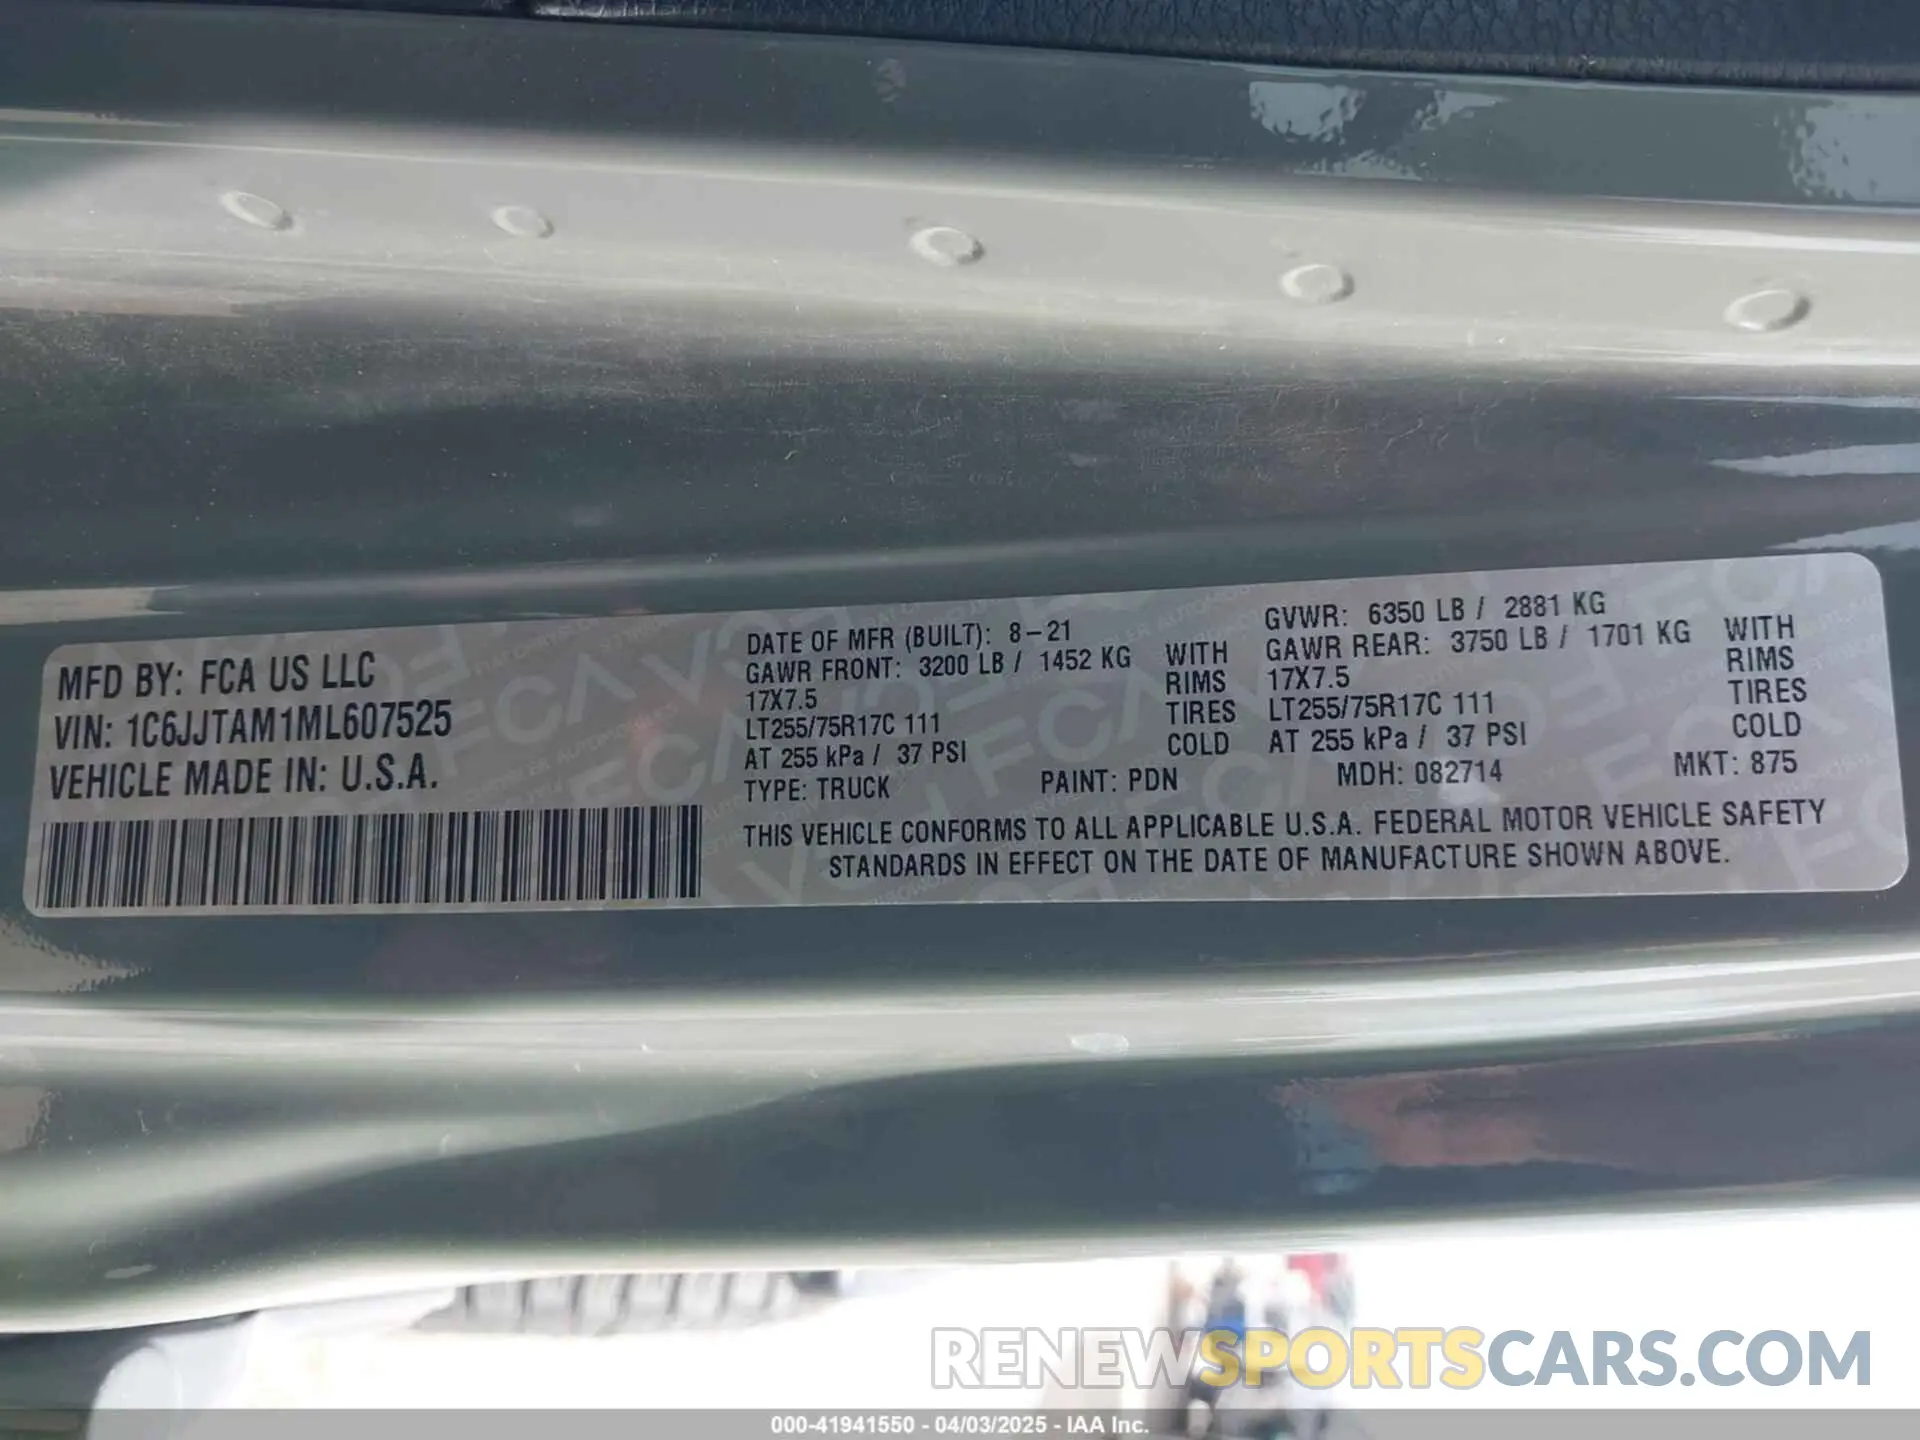 MFD BY: FCA US LLC
VIN: 1C6JJTAM1ML607525
VEHICLE MADE IN: U.S.A.
DATE OF MFR (BUILT): 8-21
GAWR FRONT: 3200 LB / 1452 KG WITH
17X7.5 RIMS
LT255/75R17C 111 TIRES
AT 255 kPa / 37 PSI COLD
GVWR: 6350 LB / 2881 KG
GAWR REAR: 3750 LB / 1701 KG WITH
17X7.5 RIMS
LT255/75R17C 111 TIRES
AT 255 kPa / 37 PSI COLD
TYPE: TRUCK PAINT: PDN MDH: 082714 MKT: 875
THIS VEHICLE CONFORMS TO ALL APPLICABLE U.S.A. FEDERAL MOTOR VEHICLE SAFETY
STANDARDS IN EFFECT ON THE DATE OF MANUFACTURE SHOWN ABOVE.
RENEWSPORTSCARS.COM
000-41941550 - 04/03/2025 - IAA Inc.